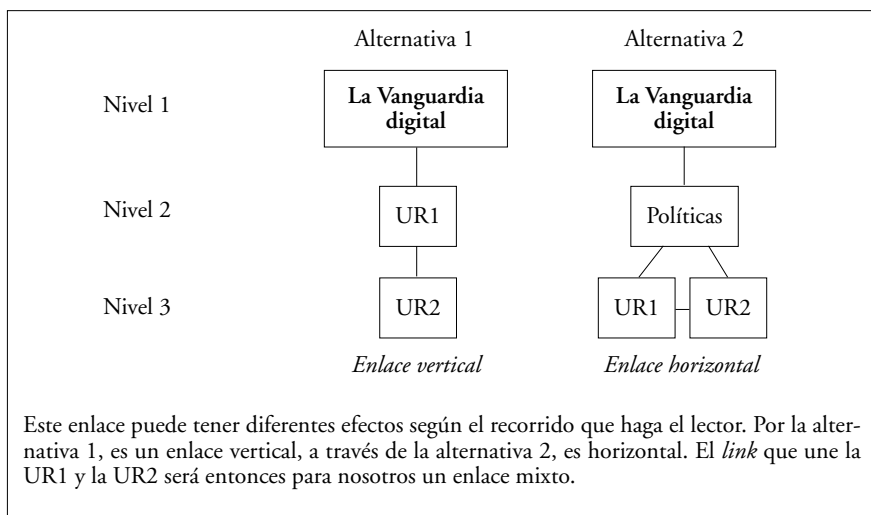 Alternativa 1 Alternativa 2
Nivel 1
La Vanguardia
digital
La Vanguardia
digital
Nivel 2
UR1
Políticas
Nivel 3
UR2
UR1
UR2
Enlace vertical
Enlace horizontal
Este enlace puede tener diferentes efectos según el recorrido que haga el lector. Por la alter-
nativa 1, es un enlace vertical, a través de la alternativa 2, es horizontal. El link que une la
UR1 y la UR2 será entonces para nosotros un enlace mixto.